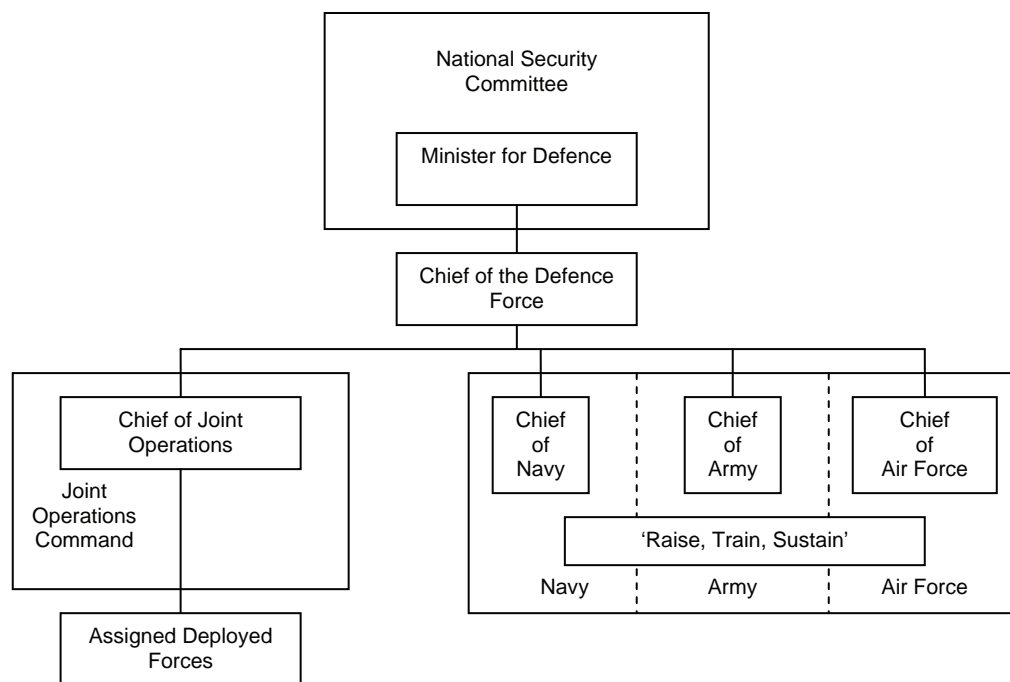 National Security
Committee
Minister for Defence
Chief of the Defence
Force
Chief of Joint
Operations
Joint
Operations
Command
Assigned Deployed
Forces
Chief
of
Navy
Chief
of
Army
Chief
of
Air Force
‘Raise, Train, Sustain’
Navy
Army
Air Force